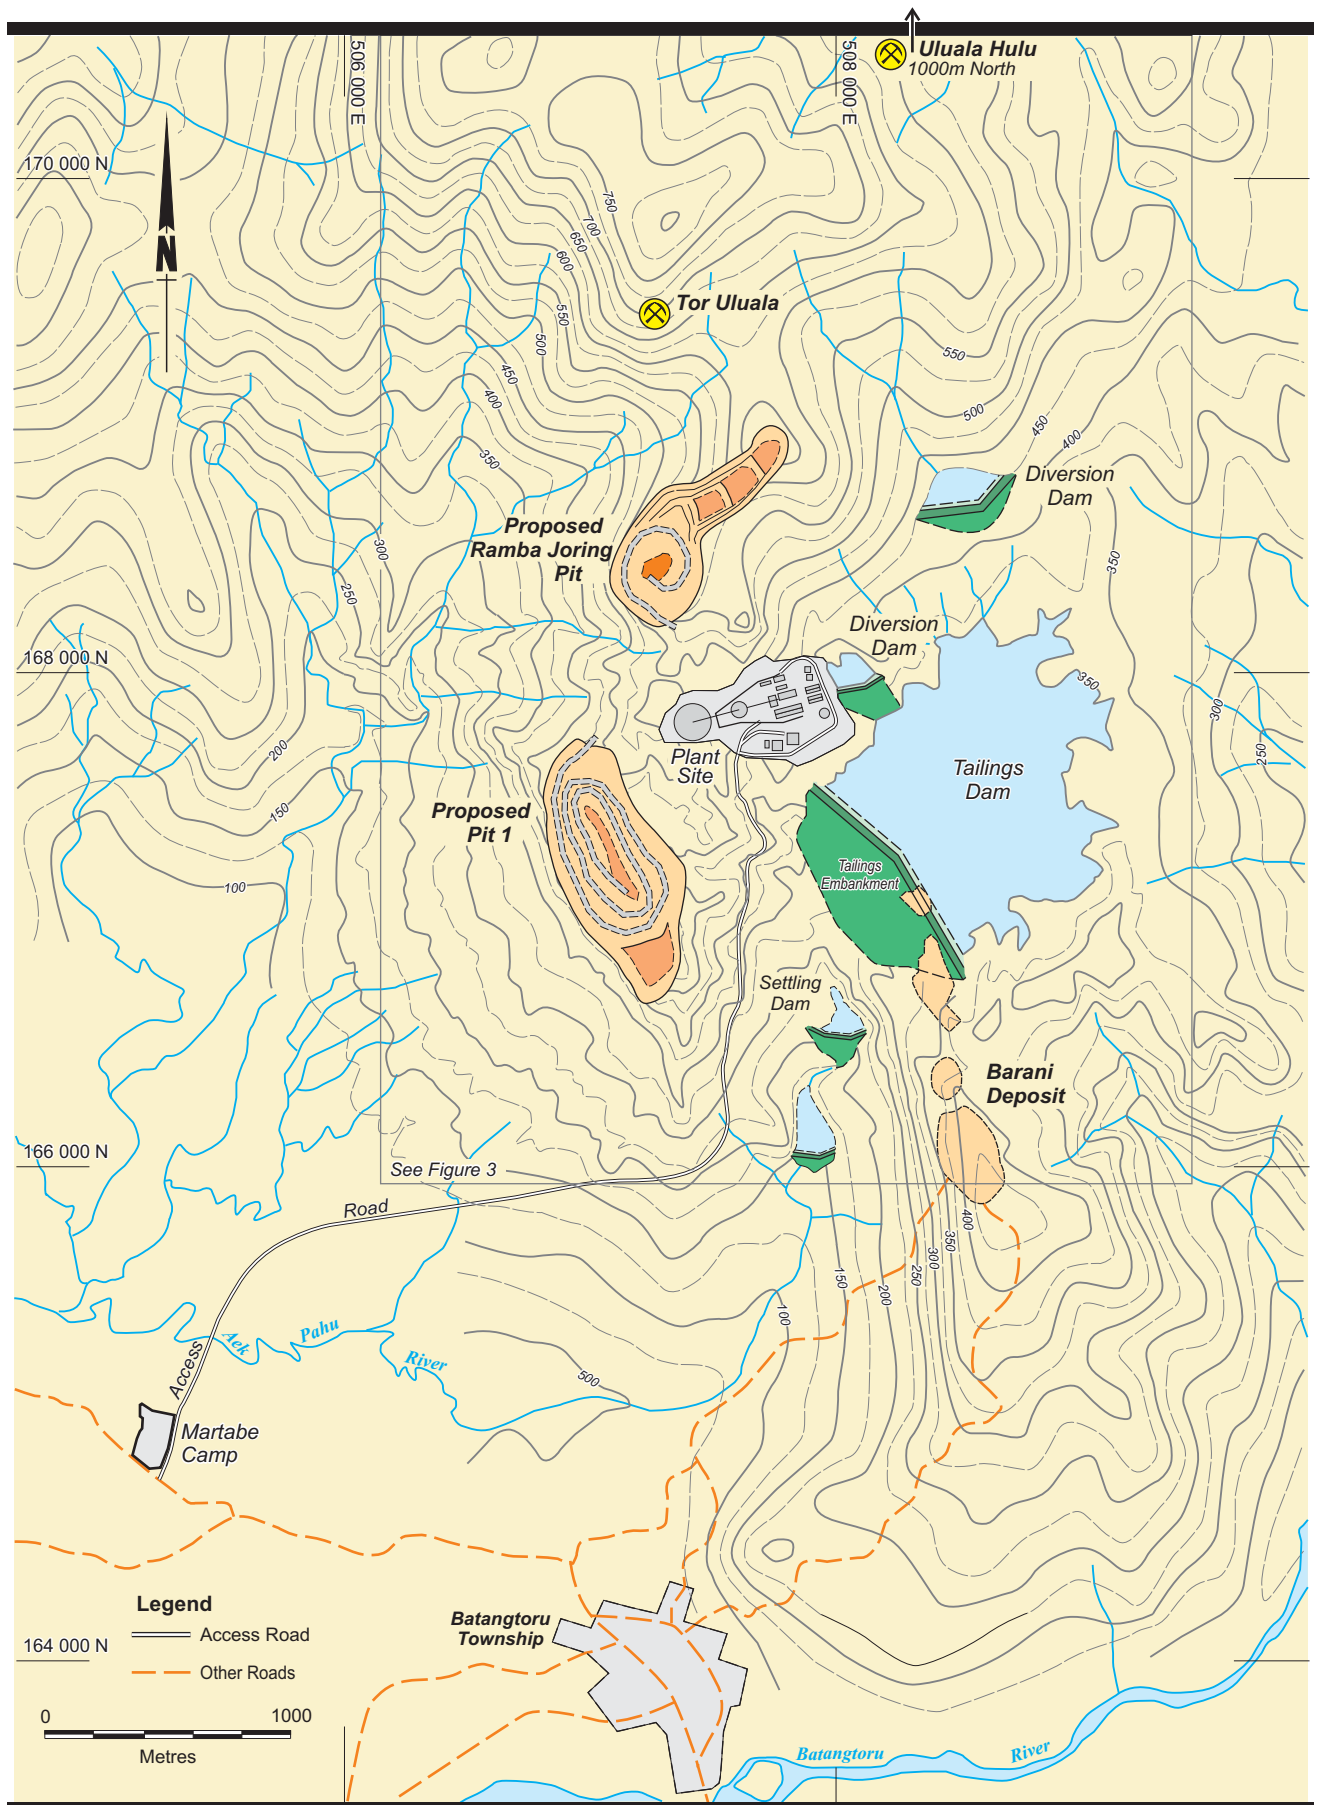 506 000 E
508 000 E
Uluala Hulu
1000m North
170 000 N
N
750
700
650
600
550
500
450
400
350
Tor Uluala
550
500
450
400
Diversion
Dam
Proposed
Ramba Joring
Pit
300
250
350
Diversion
Dam
168 000 N
350
300
250
200
150
100
Plant
Site
Tailings
Dam
Proposed
Pit 1
Tailings
Embankment
Settling
Dam
Barani
Deposit
166 000 N
See Figure 3
Road
400
350
300
250
200
150
100
Access
Aek
Pahu
River
500
Martabe
Camp
Legend
Access Road
Other Roads
0
1000
Metres
164 000 N
Batangtoru
Township
Batangtoru
River